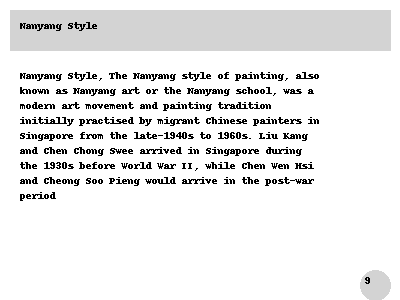 Nanyang Style
Nanyang Style, The Nanyang style of painting, also
known as Nanyang art or the Nanyang school, was a
modern art movement and painting tradition
initially practised by migrant Chinese painters in
Singapore from the late-1940s to 1960s. Liu Kang
and Chen Chong Swee arrived in Singapore during
the 1930s before World War II, while Chen Wen Hsi
and Cheong Soo Pieng would arrive in the post-war
period
9